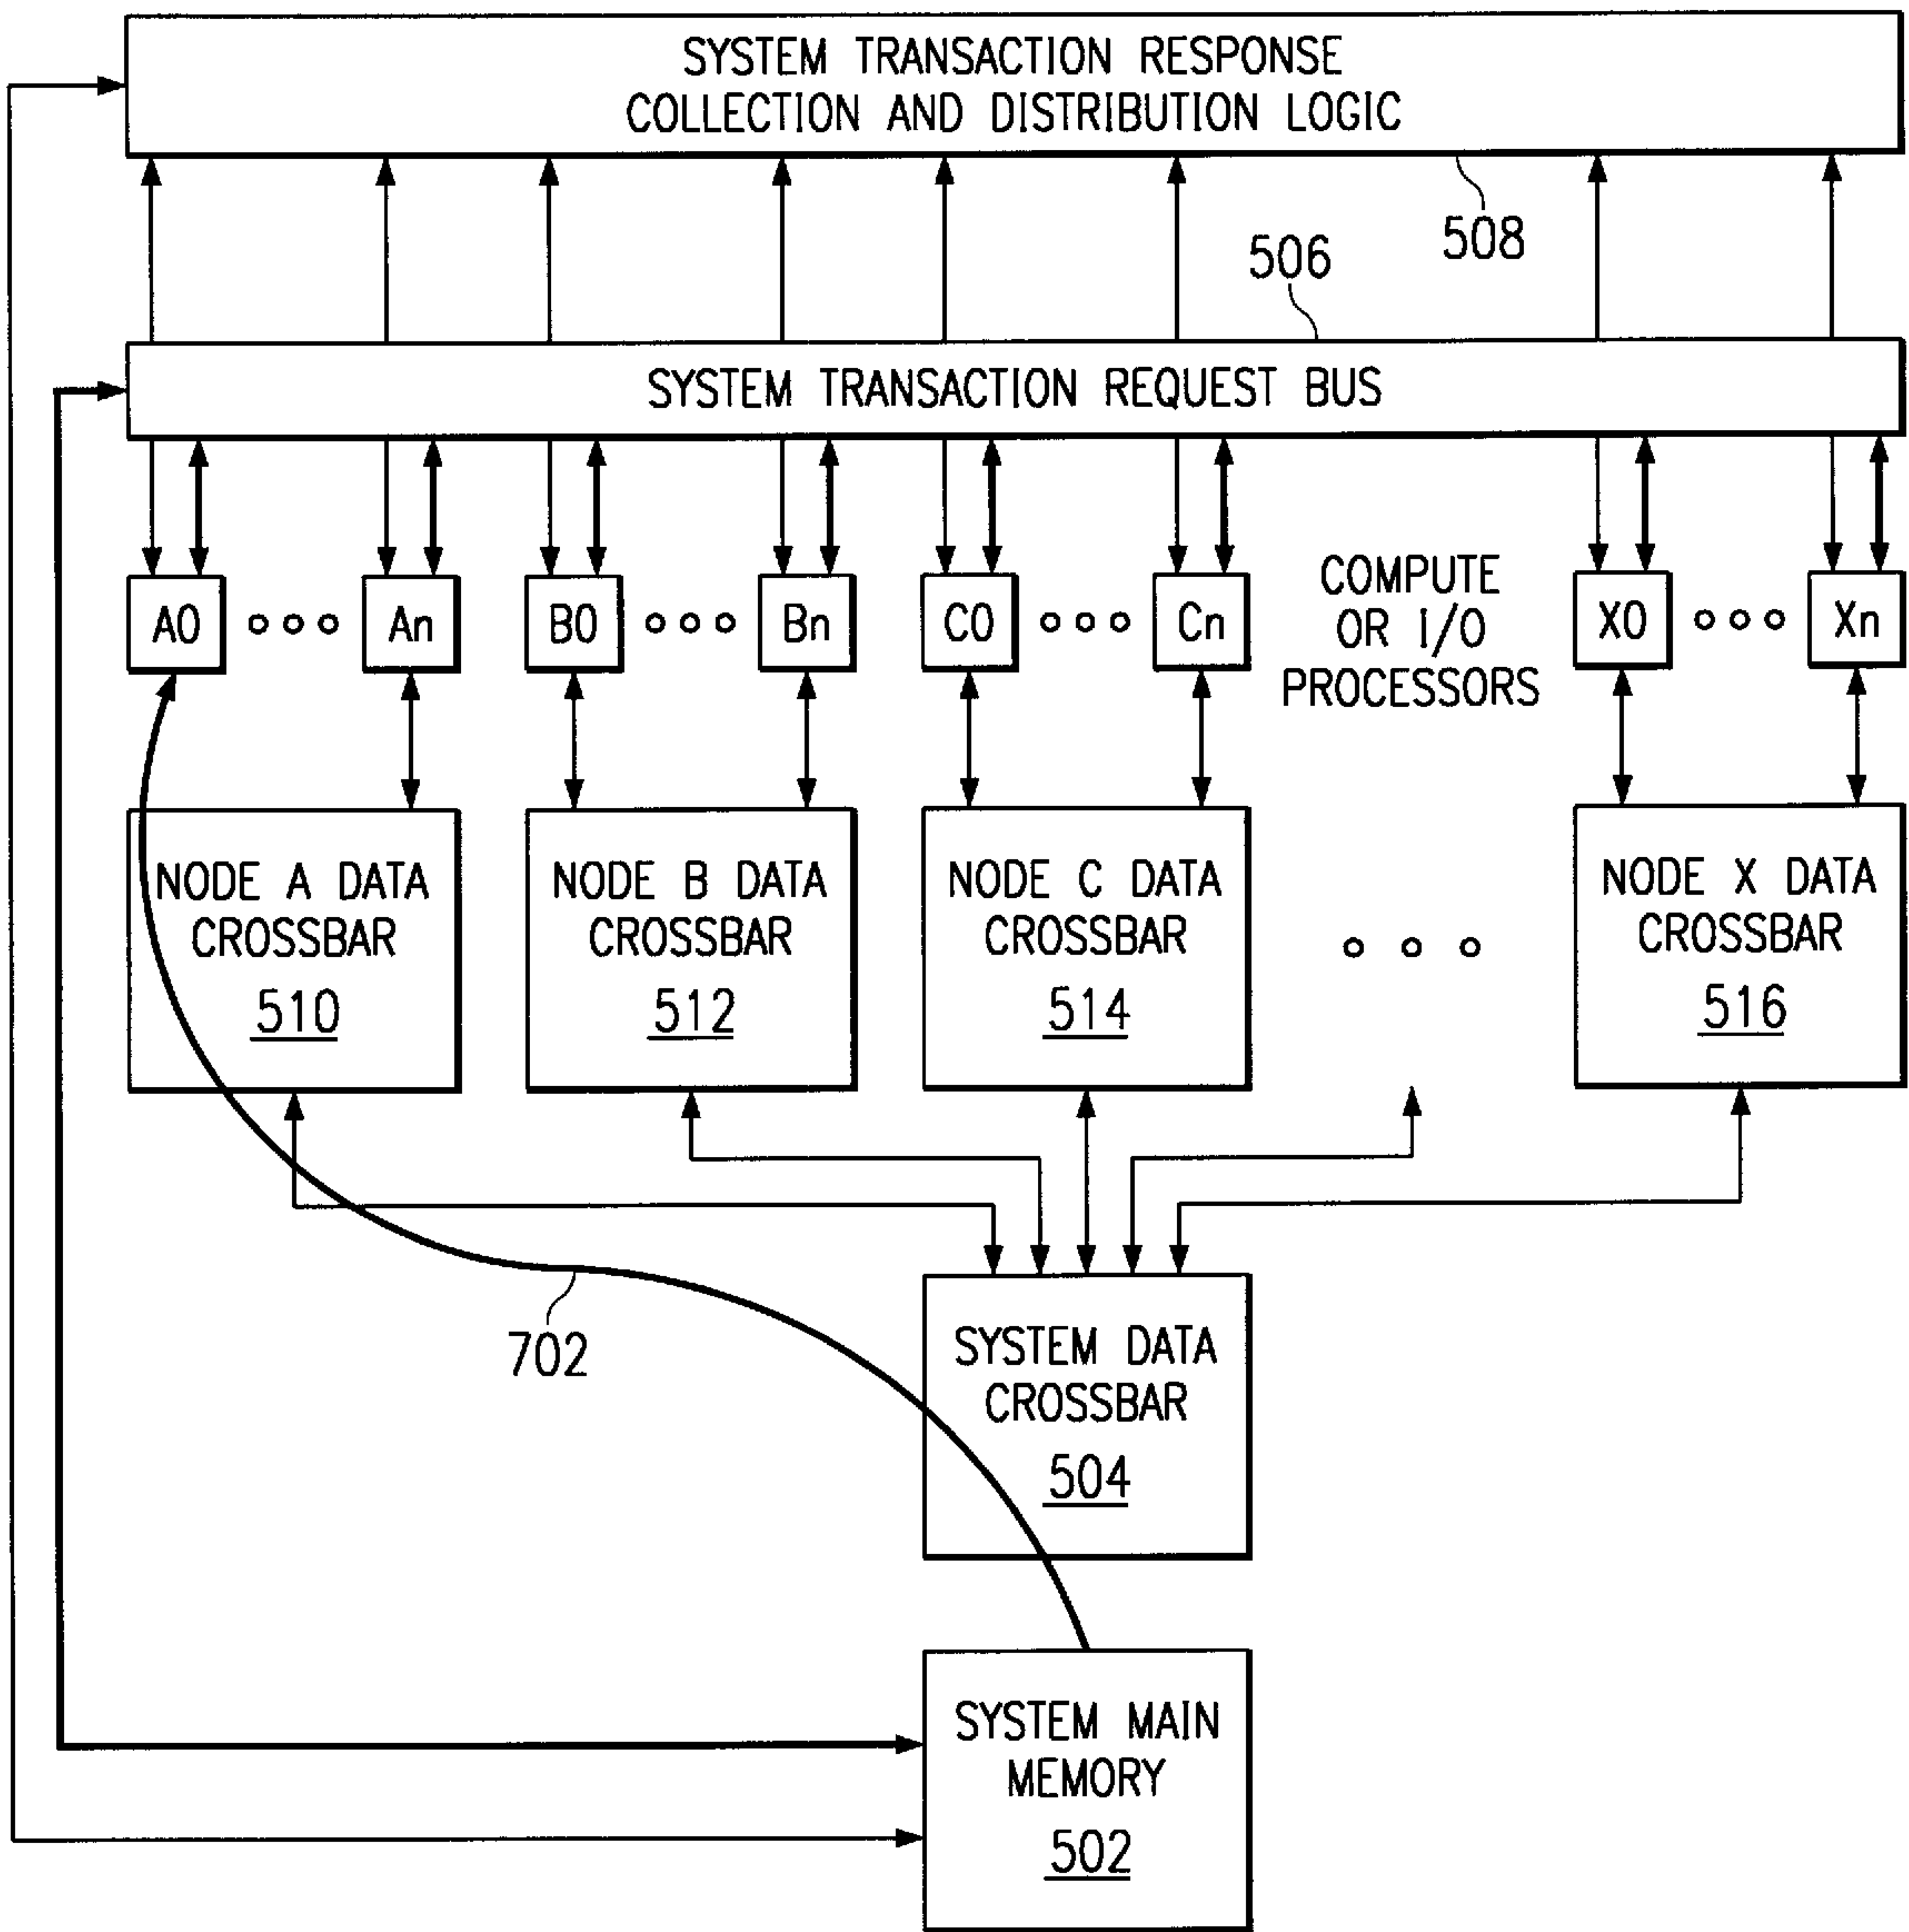 SYSTEM TRANSACTION RESPONSE
COLLECTION AND DISTRIBUTION LOGIC
508
506
SYSTEM TRANSACTION REQUEST BUS
A0 An B0 Bn C0 Cn X0 Xn
COMPUTE
OR I/O
PROCESSORS
NODE A DATA
CROSSBAR
510
NODE B DATA
CROSSBAR
512
NODE C DATA
CROSSBAR
514
NODE X DATA
CROSSBAR
516
702
SYSTEM DATA
CROSSBAR
504
SYSTEM MAIN
MEMORY
502